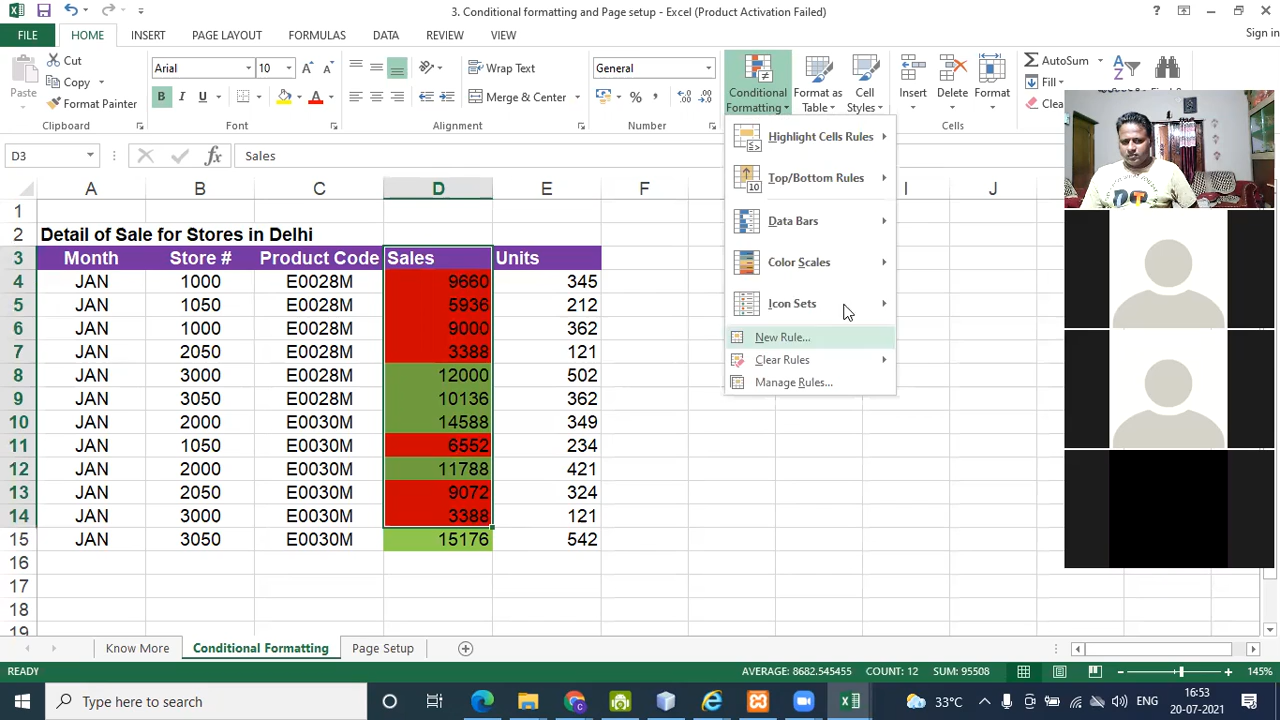 3. Conditional formatting and Page setup - Excel (Product Activation Failed)
FILE HOME INSERT PAGE LAYOUT FORMULAS DATA REVIEW VIEW Sign in
Paste
Cut
Copy
Format Painter
Clipboard
Arial 10
B I U
Font
Wrap Text
Merge & Center
Alignment
General
Number
Conditional Formatting
Format as Table
Cell Styles
Insert
Delete
Format
Cells
AutoSum
Fill
Clea
Highlight Cells Rules
Top/Bottom Rules
Data Bars
Color Scales
Icon Sets
New Rule...
Clear Rules
Manage Rules...
D3 Sales
A B C D E F I J
1
2 Detail of Sale for Stores in Delhi
3 Month Store # Product Code Sales Units
4 JAN 1000 E0028M 9660 345
5 JAN 1050 E0028M 5936 212
6 JAN 1000 E0028M 9000 362
7 JAN 2050 E0028M 3388 121
8 JAN 3000 E0028M 12000 502
9 JAN 3050 E0028M 10136 362
10 JAN 2000 E0030M 14588 349
11 JAN 1050 E0030M 6552 234
12 JAN 2000 E0030M 11788 421
13 JAN 2050 E0030M 9072 324
14 JAN 3000 E0030M 3388 121
15 JAN 3050 E0030M 15176 542
16
17
18
19
Know More Conditional Formatting Page Setup
READY AVERAGE: 8682.545455 COUNT: 12 SUM: 95508 145%
Type here to search 33°C ENG 16:53
20-07-2021